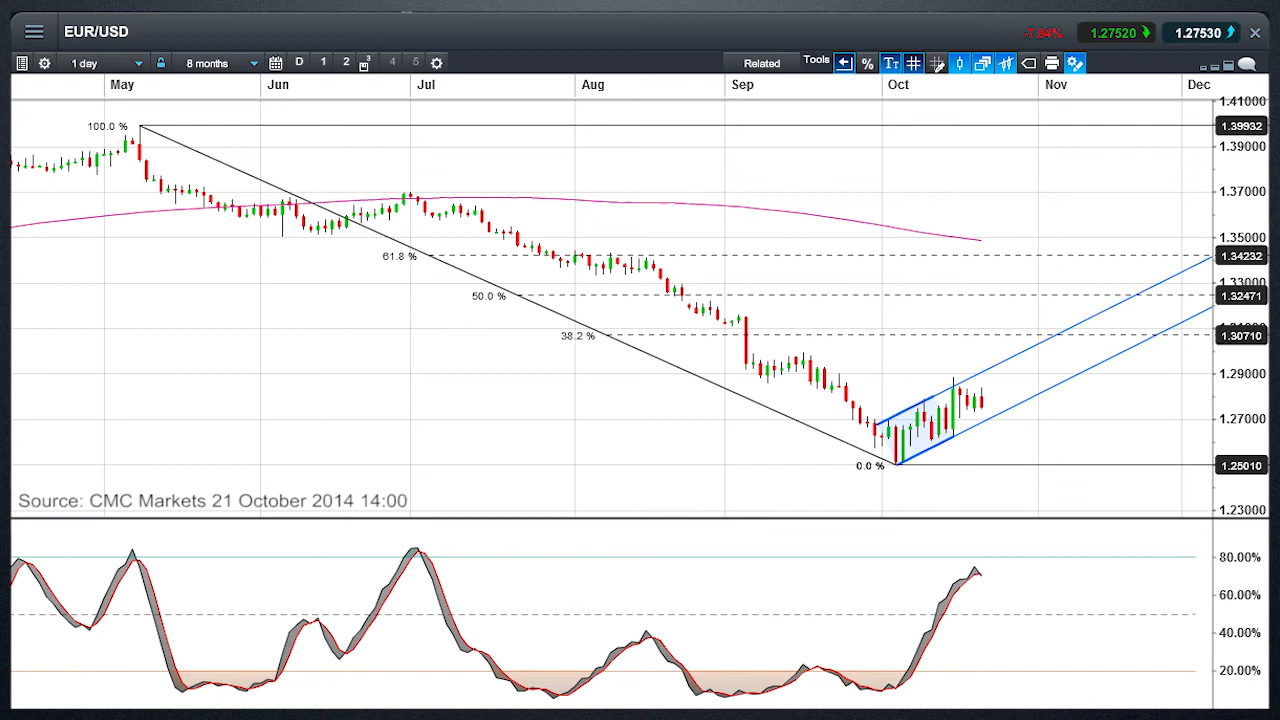 EUR/USD
-7.84% 1.27520 1.27530
1 day 8 months D 1 2 3 4 5 Related Tools % Tт
May Jun Jul Aug Sep Oct Nov Dec
1.41000
100.0 % 1.39932
1.39000
1.37000
1.35000
61.8 % 1.34232
1.33000
50.0 % 1.32471
38.2 % 1.30710
1.29000
1.27000
0.0 % 1.25010
Source: CMC Markets 21 October 2014 14:00
1.23000
80.00%
60.00%
40.00%
20.00%